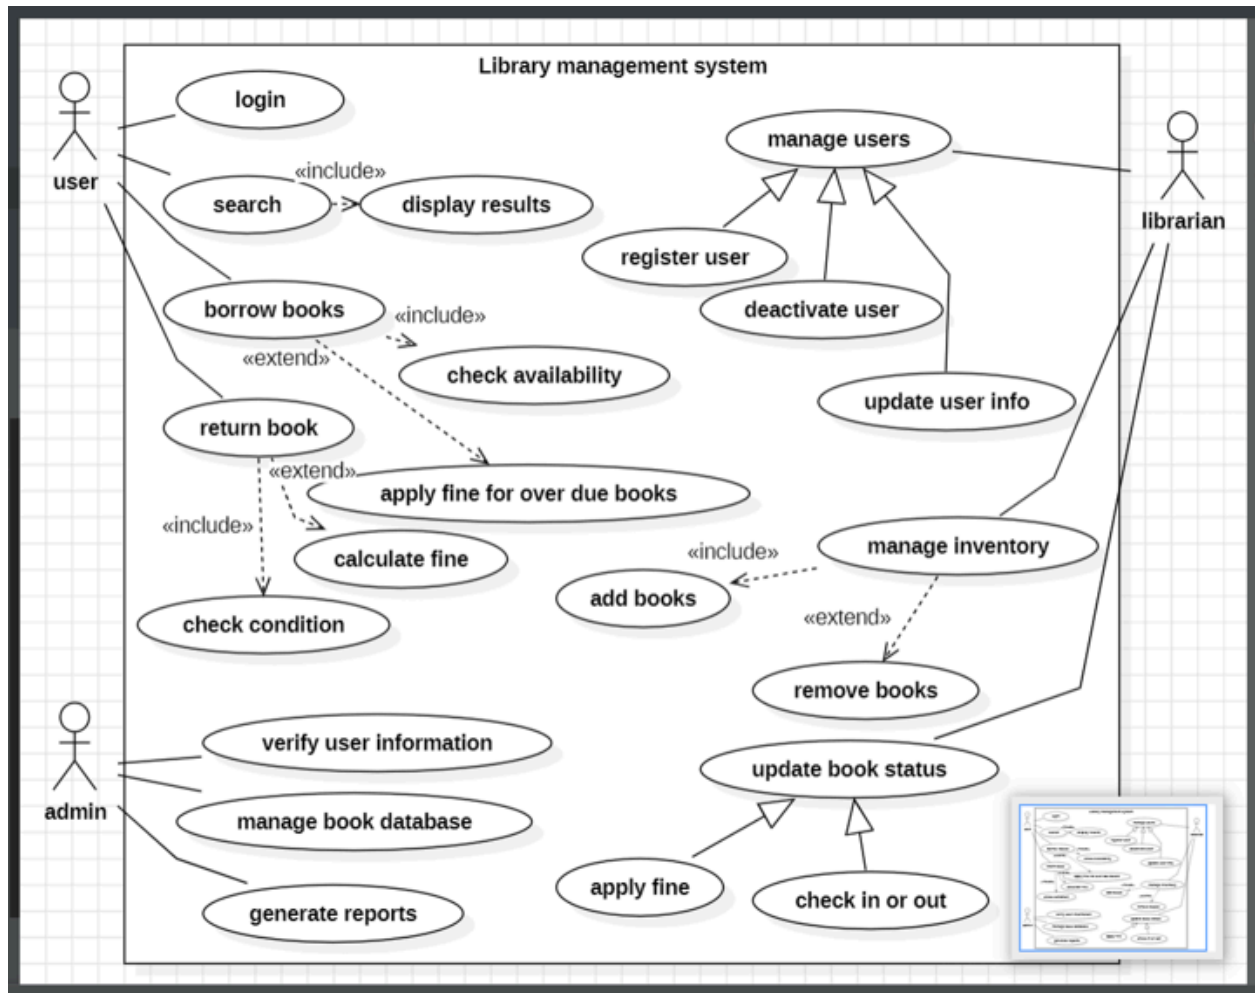 Library management system
login
user
search
«include»
display results
manage users
librarian
register user
deactivate user
borrow books
«include»
«extend»
check availability
update user info
return book
«extend»
apply fine for over due books
«include»
calculate fine
check condition
manage inventory
«include»
add books
«extend»
remove books
verify user information
admin
manage book database
generate reports
update book status
apply fine
check in or out